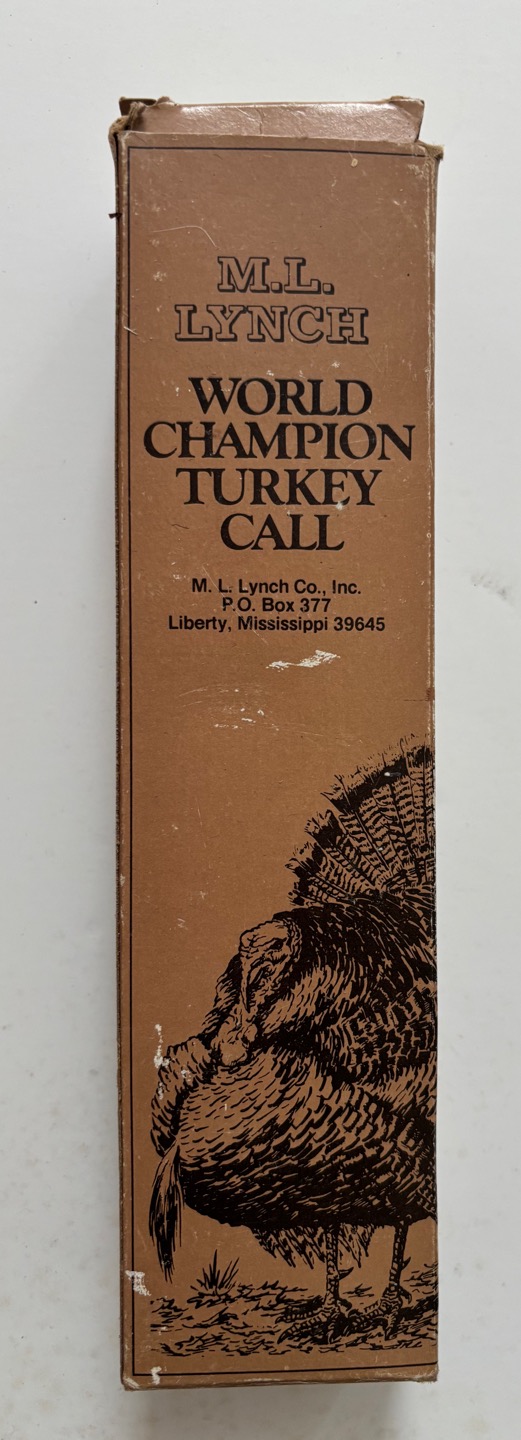 M.L.
LYNCH
WORLD
CHAMPION
TURKEY
CALL
M. L. Lynch Co., Inc.
P.O. Box 377
Liberty, Mississippi 39645